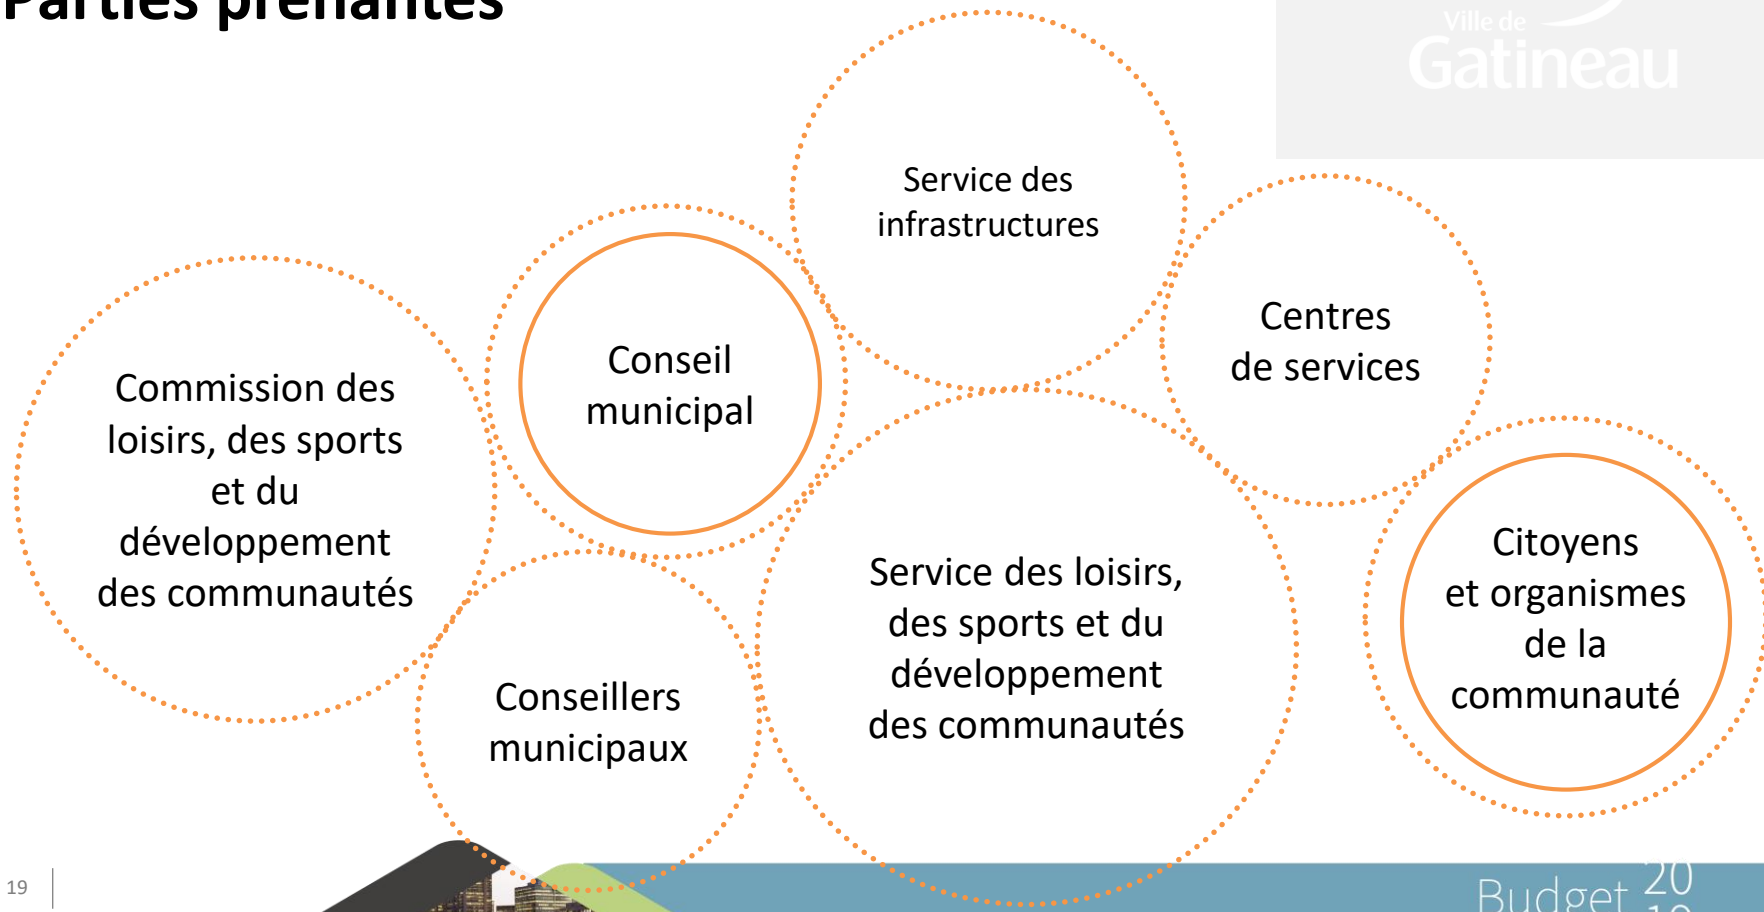 Parties prenantes
Ville de
Gatineau
Service des
infrastructures
Centres
de services
Conseil
municipal
Commission des
loisirs, des sports
et du
développement
des communautés
Citoyens
et organismes
de la
communauté
Service des loisirs,
des sports et du
développement
des communautés
Conseillers
municipaux
19
Budget 20